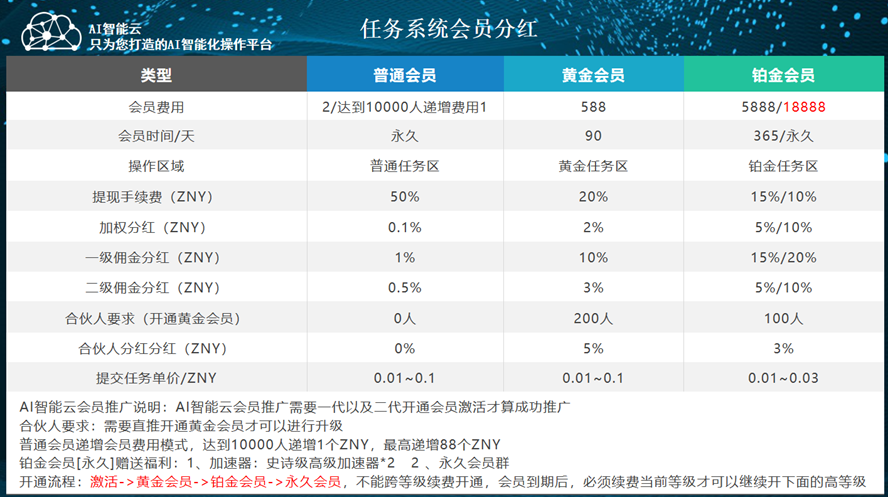 AI智能云
只为您打造的AI智能化操作平台
任务系统会员分红
类型 普通会员 黄金会员 铂金会员
会员费用 2/达到10000人递增费用1 588 5888/18888
会员时间/天 永久 90 365/永久
操作区域 普通任务区 黄金任务区 铂金任务区
提现手续费（ZNY） 50% 20% 15%/10%
加权分红（ZNY） 0.1% 2% 5%/10%
一级佣金分红（ZNY） 1% 10% 15%/20%
二级佣金分红（ZNY） 0.5% 3% 5%/10%
合伙人要求（开通黄金会员） 0人 200人 100人
合伙人分红分红（ZNY） 0% 5% 3%
提交任务单价/ZNY 0.01~0.1 0.01~0.1 0.01~0.03
AI智能云会员推广说明：AI智能云会员推广需要一代以及二代开通会员激活才算成功推广
合伙人要求：需要直推开通黄金会员才可以进行升级
普通会员递增会员费用模式，达到10000人递增1个ZNY，最高递增88个ZNY
铂金会员[永久]赠送福利：1、加速器：史诗级高级加速器*2 2 、永久会员群
开通流程：激活->黄金会员->铂金会员->永久会员，不能跨等级续费开通，会员到期后，必须续费当前等级才可以继续开下面的高等级